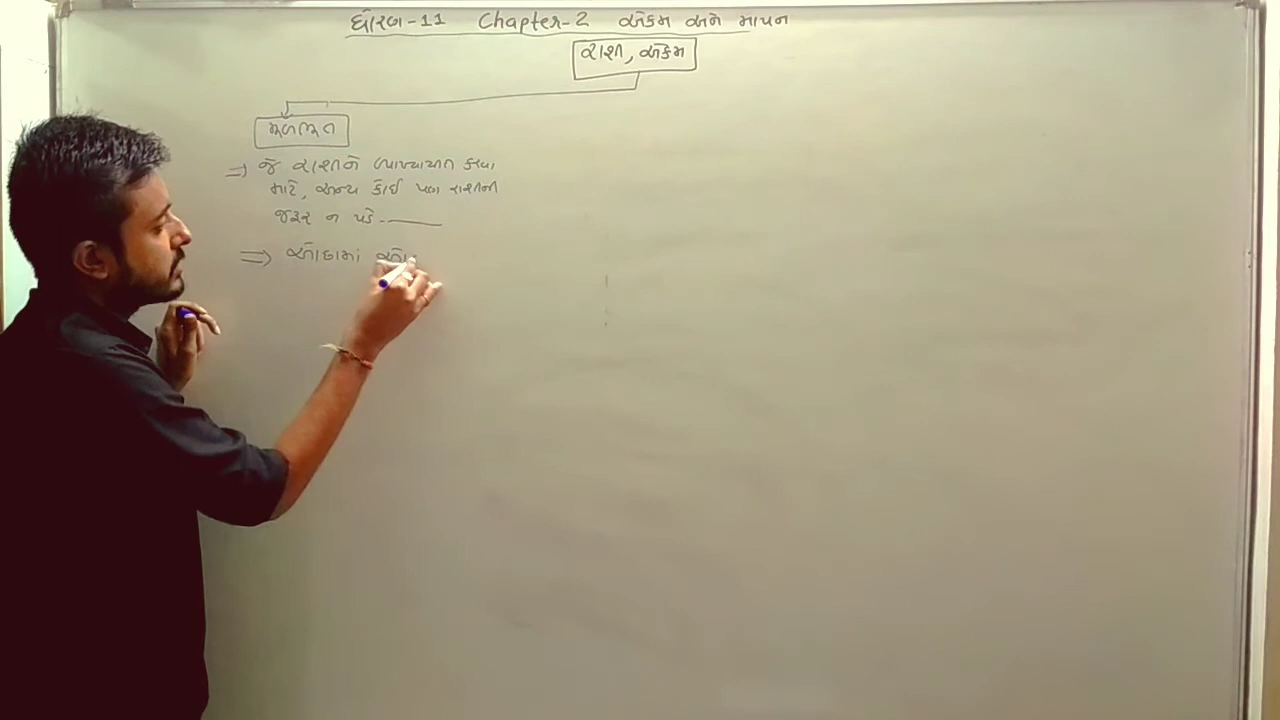 ધોરણ-11 Chapter-2 એકમ અને માપન
રાશી, એકમ
મૂળભૂત
⇒ જે રાશીને વ્યાખ્યાયીત કરવા
માટે, અન્ય કોઈ પણ રાશીની
જરૂર ન પડે.
⇒ ઓછામાં ઓ